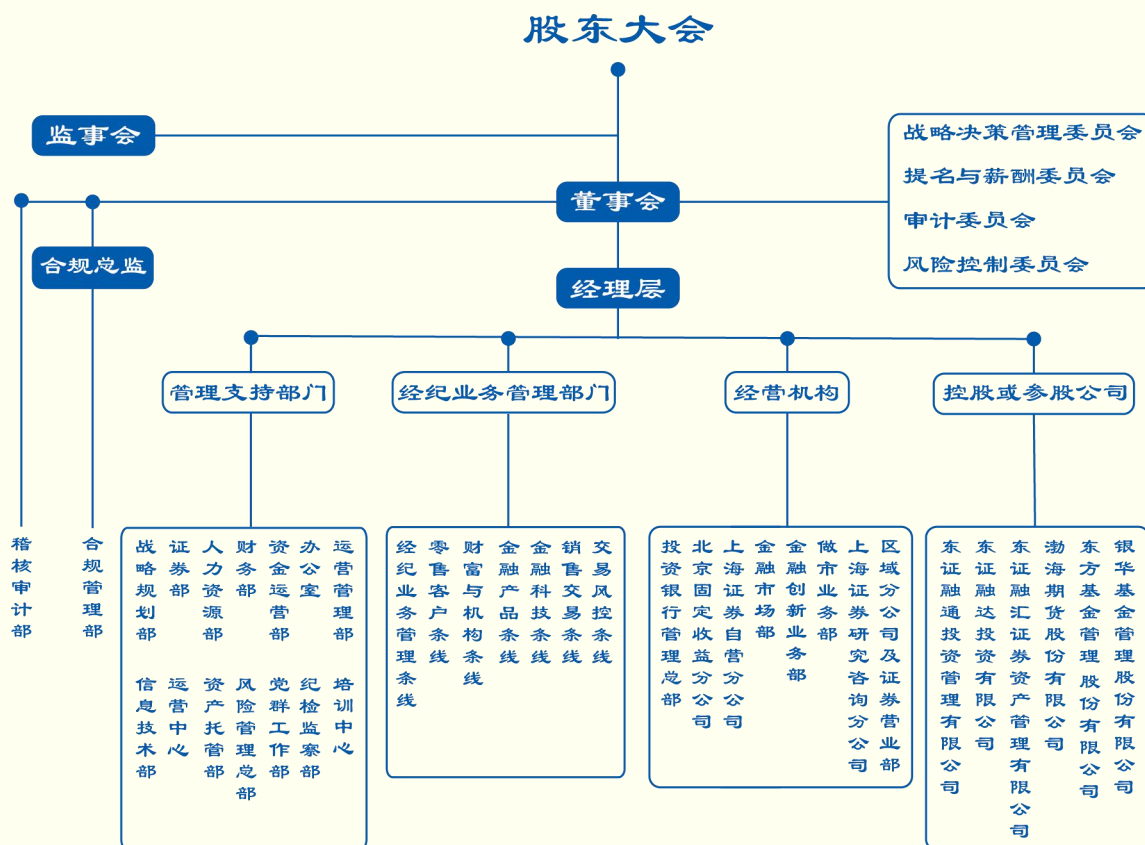 股东大会
监事会
战略决策管理委员会
提名与薪酬委员会
审计委员会
风险控制委员会
董事会
合规总监
经理层
管理支持部门
经纪业务管理部门
经营机构
控股或参股公司
稽核审计部
合规管理部
战略规划部
证券部
人力资源部
财务部
资金运营部
办公室
运营管理部
信息技术部
运营中心
资产托管部
风险管理总部
党群工作部
纪检监察部
培训中心
经纪业务管理条线
零售客户条线
财富与机构条线
金融产品条线
金融科技条线
销售交易条线
交易风控条线
投资银行管理总部
北京固定收益分公司
上海证券自营分公司
金融市场部
金融创新业务部
做市业务部
上海证券研究咨询分公司
区域分公司及证券营业部
东证融通投资管理有限公司
东证融达投资有限公司
东证融汇证券资产管理有限公司
渤海期货股份有限公司
东方基金管理股份有限公司
银华基金管理股份有限公司